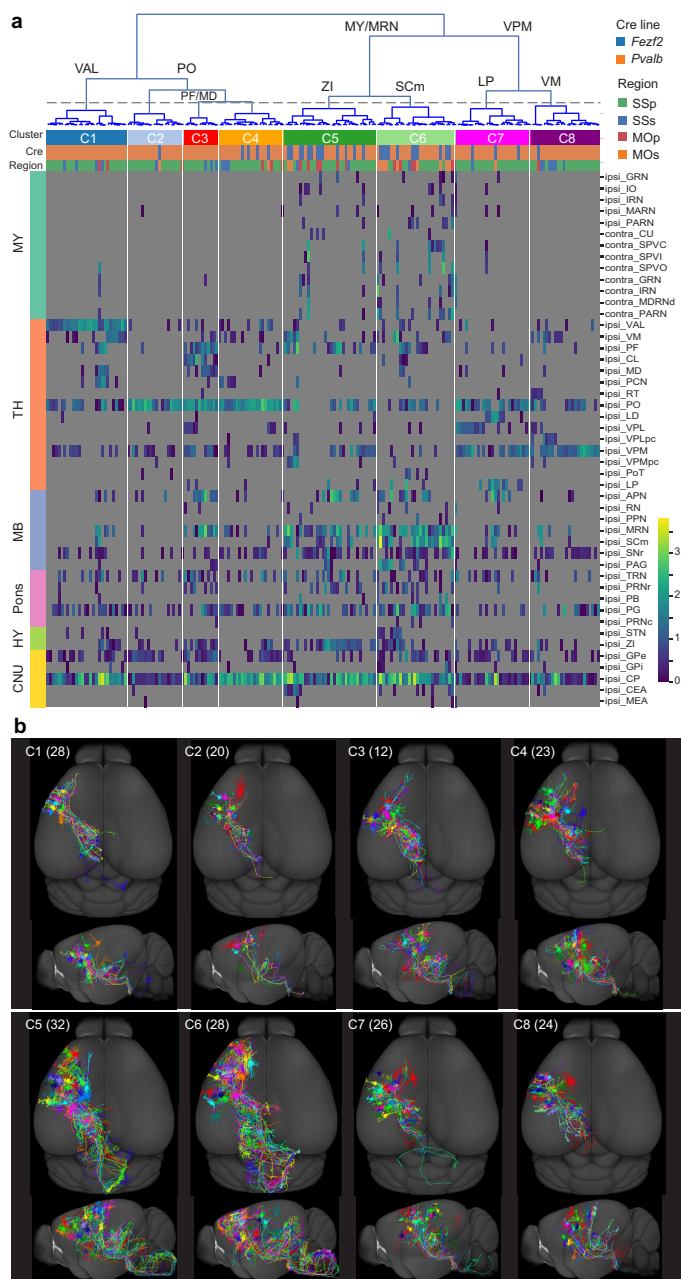 a
Cre line
Fezf2
Pvalb
Region
SSp
SSs
MOp
MOs
MY/MRN
VPM
VAL
PO
PF/MD
ZI
SCm
LP
VM
Cluster
C1
C2
C3
C4
C5
C6
C7
C8
Cre
Region
MY
TH
MB
Pons
HY
CNU
ipsi_GRN
ipsi_IO
ipsi_IRN
ipsi_MARN
ipsi_PARN
contra_CU
contra_SPVC
contra_SPVI
contra_SPVO
contra_GRN
contra_IRN
contra_MDRNd
contra_PARN
ipsi_VAL
ipsi_VM
ipsi_PF
ipsi_CL
ipsi_MD
ipsi_PCN
ipsi_RT
ipsi_PO
ipsi_LD
ipsi_VPL
ipsi_VPLpc
ipsi_VPM
ipsi_VPMpc
ipsi_PoT
ipsi_LP
ipsi_APN
ipsi_RN
ipsi_PPN
ipsi_MRN
ipsi_SCm
ipsi_SNr
ipsi_PAG
ipsi_TRN
ipsi_PRNr
ipsi_PB
ipsi_PG
ipsi_PRNc
ipsi_STN
ipsi_ZI
ipsi_GPe
ipsi_GPi
ipsi_CP
ipsi_CEA
ipsi_MEA
3
2
1
0
b
C1 (28)
C2 (20)
C3 (12)
C4 (23)
C5 (32)
C6 (28)
C7 (26)
C8 (24)